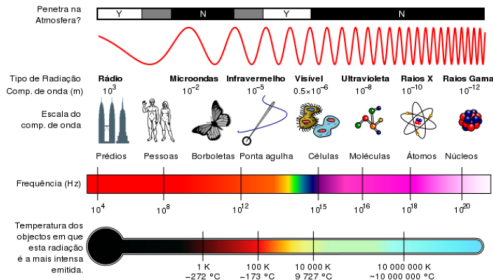 Penetra na
Atmosfera?
Y N Y N
Tipo de Radiação Rádio Microondas Infravermelho Visível Ultravioleta Raios X Raios Gama
Comp. de onda (m) 10³ 10⁻² 10⁻⁵ 0.5×10⁻⁶ 10⁻⁸ 10⁻¹⁰ 10⁻¹²
Escala do
comp. de onda
Prédios Pessoas Borboletas Ponta agulha Células Moléculas Átomos Núcleos
Frequência (Hz)
10⁴ 10⁸ 10¹² 10¹⁵ 10¹⁶ 10¹⁸ 10²⁰
Temperatura dos
objectos em que
esta radiação
é a mais intensa
emitida.
1 K 100 K 10 000 K 10 000 000 K
−272 °C −173 °C 9 727 °C ~10 000 000 °C